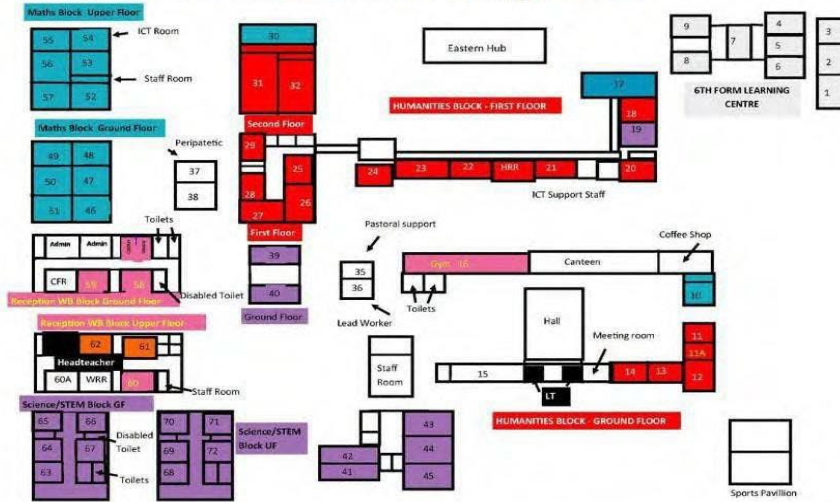 Maths Block Upper Floor
55
54
ICT Room
56
53
Staff Room
57
52
30
31
32
Second Floor
Eastern Hub
9
7
4
5
8
6
3
2
1
6TH FORM LEARNING
CENTRE
HUMANITIES BLOCK - FIRST FLOOR
17
18
19
Maths Block Ground Floor
49
48
50
47
51
46
Peripatetic
37
38
29
25
28
26
27
First Floor
24
23
22
HRR
21
20
ICT Support Staff
Toilets
Admin
Admin
CFR
59
58
Disabled Toilet
Reception WB Block Ground Floor
39
40
Ground Floor
Pastoral support
35
36
Lead Worker
Gym 16
Canteen
Coffee Shop
Toilets
10
Reception WB Block Upper Floor
62
61
Headteacher
60A
WRR
60
Staff Room
Staff
Room
Hall
Meeting room
15
LT
14
13
11
11A
12
HUMANITIES BLOCK - GROUND FLOOR
Science/STEM Block GF
65
66
64
67
63
Disabled
Toilet
Toilets
70
71
69
72
68
Science/STEM
Block UF
42
41
43
44
45
Sports Pavillion